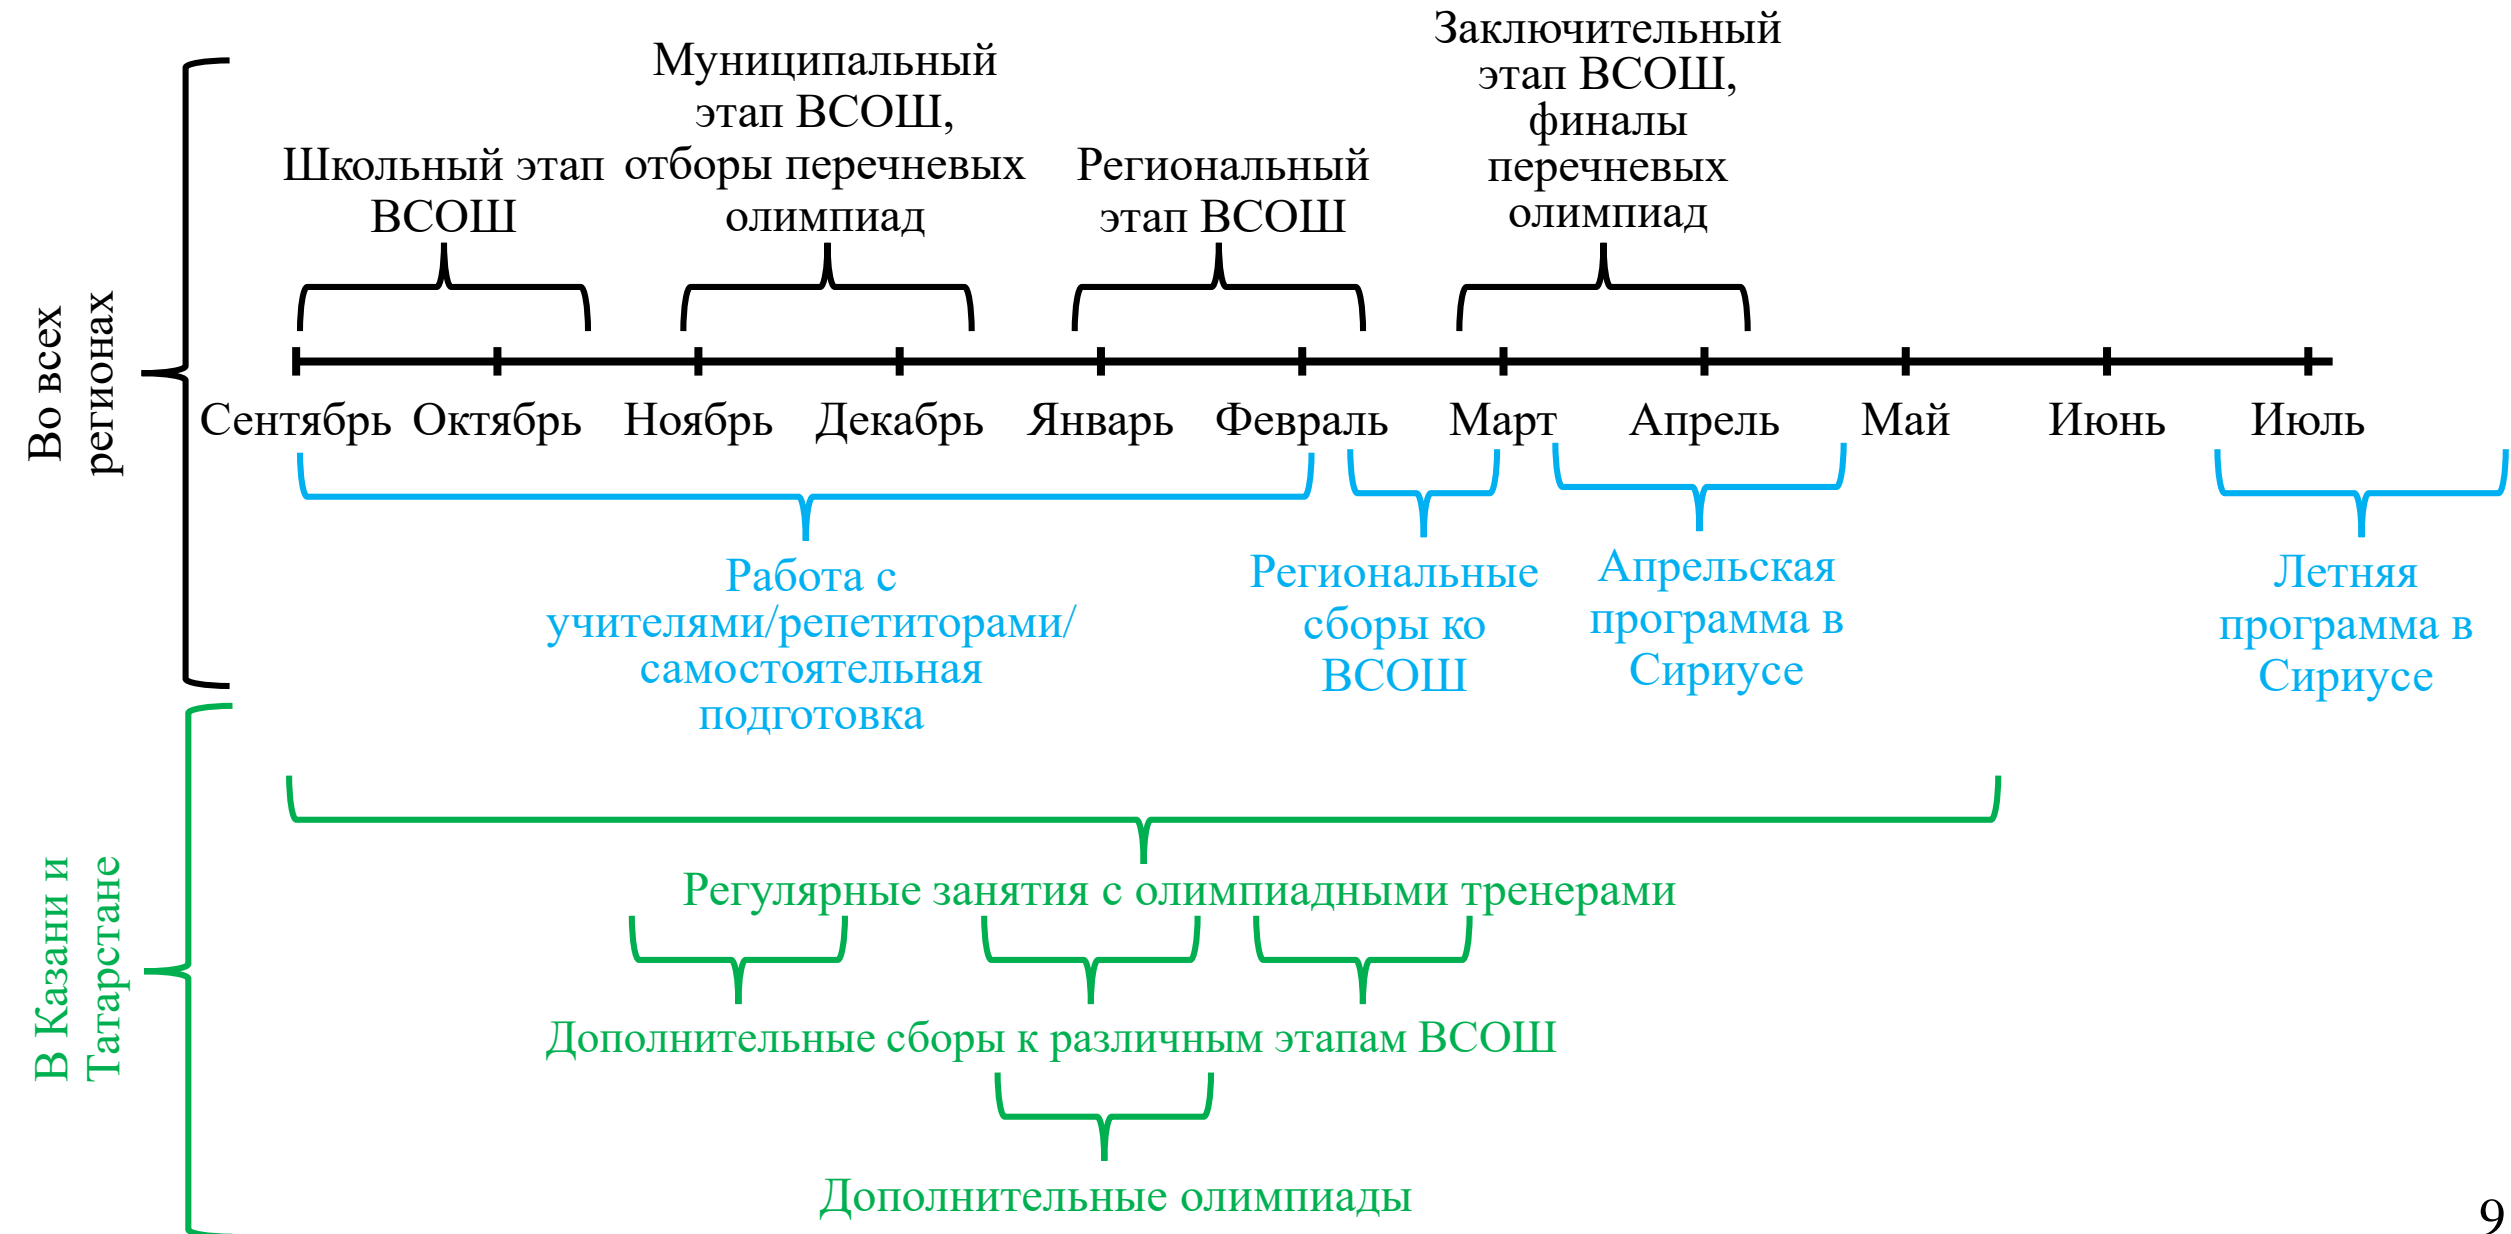 Во всех
регионах
Школьный этап
ВСОШ
Муниципальный
этап ВСОШ,
отборы перечневых
олимпиад
Региональный
этап ВСОШ
Заключительный
этап ВСОШ,
финалы
перечневых
олимпиад
Сентябрь Октябрь Ноябрь Декабрь Январь Февраль Март Апрель Май Июнь Июль
Работа с
учителями/репетиторами/
самостоятельная
подготовка
Региональные
сборы ко
ВСОШ
Апрельская
программа в
Сириусе
Летняя
программа в
Сириусе
В Казани и
Татарстане
Регулярные занятия с олимпиадными тренерами
Дополнительные сборы к различным этапам ВСОШ
Дополнительные олимпиады
9